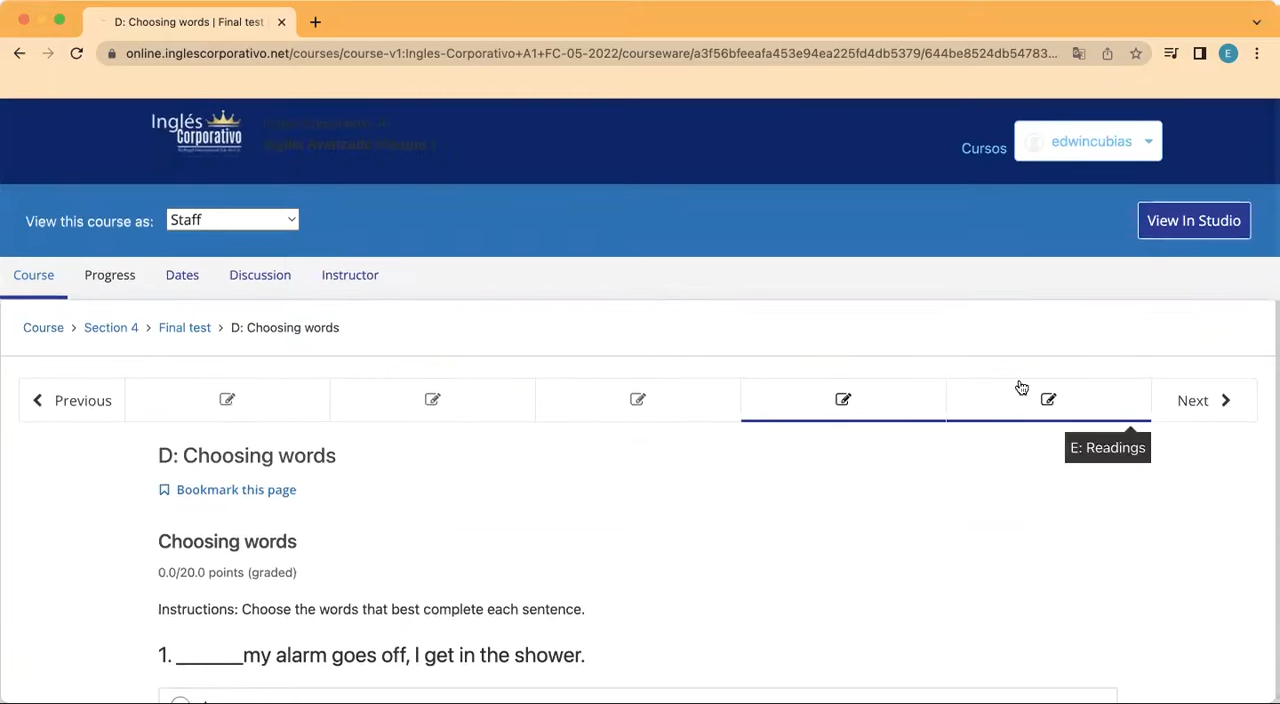 D: Choosing words | Final test
online.inglescorporativo.net/courses/course-v1:Ingles-Corporativo+A1+FC-05-2022/courseware/a3f56bfeeafa453e94ea225fd4db5379/644be8524db54783...
E
Inglés
Corporativo
Cursos
edwincubias
View this course as:
Staff
View In Studio
Course
Progress
Dates
Discussion
Instructor
Course > Section 4 > Final test > D: Choosing words
Previous
Next
E: Readings
D: Choosing words
Bookmark this page
Choosing words
0.0/20.0 points (graded)
Instructions: Choose the words that best complete each sentence.
1. _______my alarm goes off, I get in the shower.